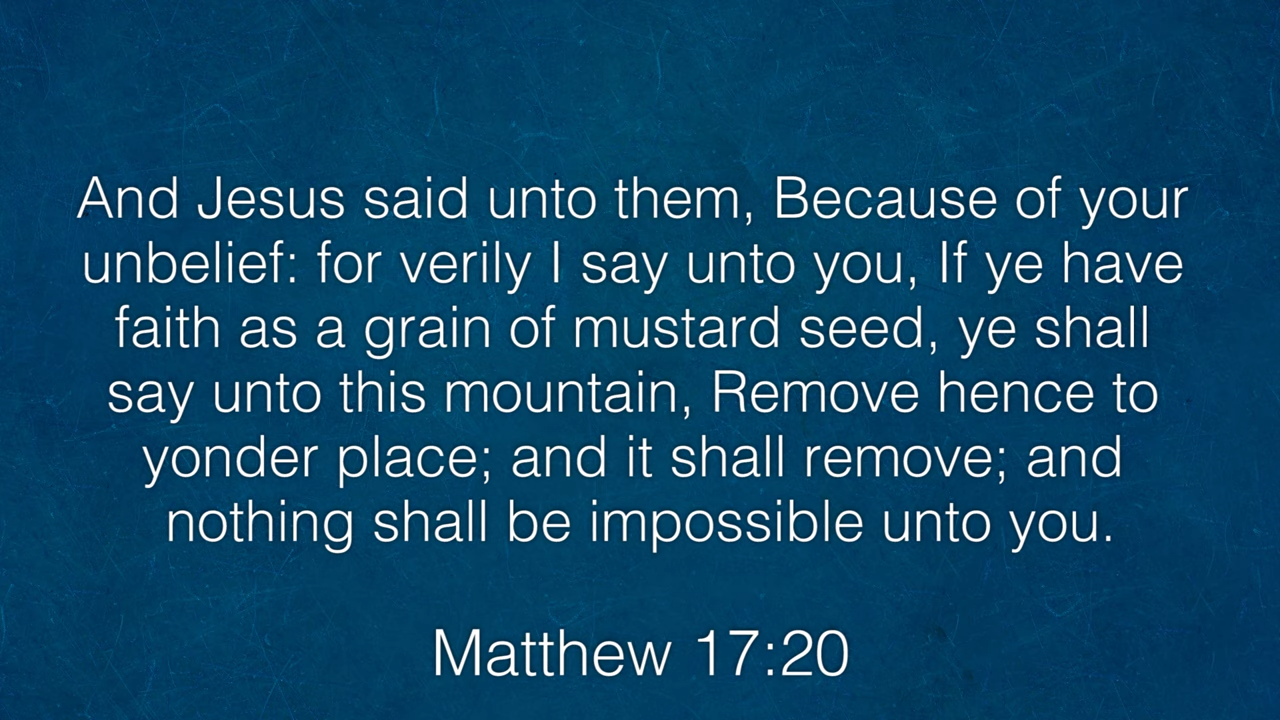 And Jesus said unto them, Because of your
unbelief: for verily I say unto you, If ye have
faith as a grain of mustard seed, ye shall
say unto this mountain, Remove hence to
yonder place; and it shall remove; and
nothing shall be impossible unto you.
Matthew 17:20